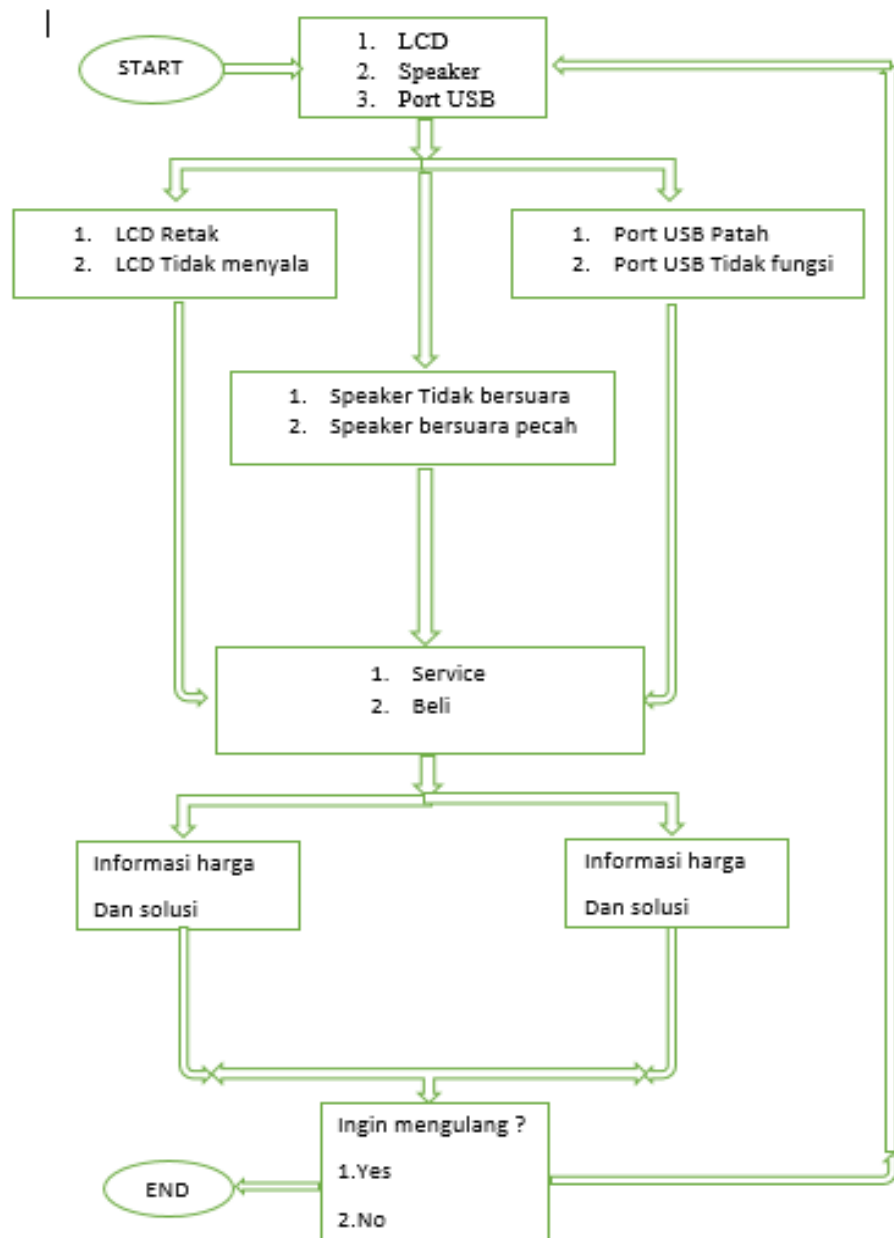 START
1. LCD
2. Speaker
3. Port USB
1. LCD Retak
2. LCD Tidak menyala
1. Port USB Patah
2. Port USB Tidak fungsi
1. Speaker Tidak bersuara
2. Speaker bersuara pecah
1. Service
2. Beli
Informasi harga
Dan solusi
Informasi harga
Dan solusi
Ingin mengulang ?
1.Yes
2.No
END